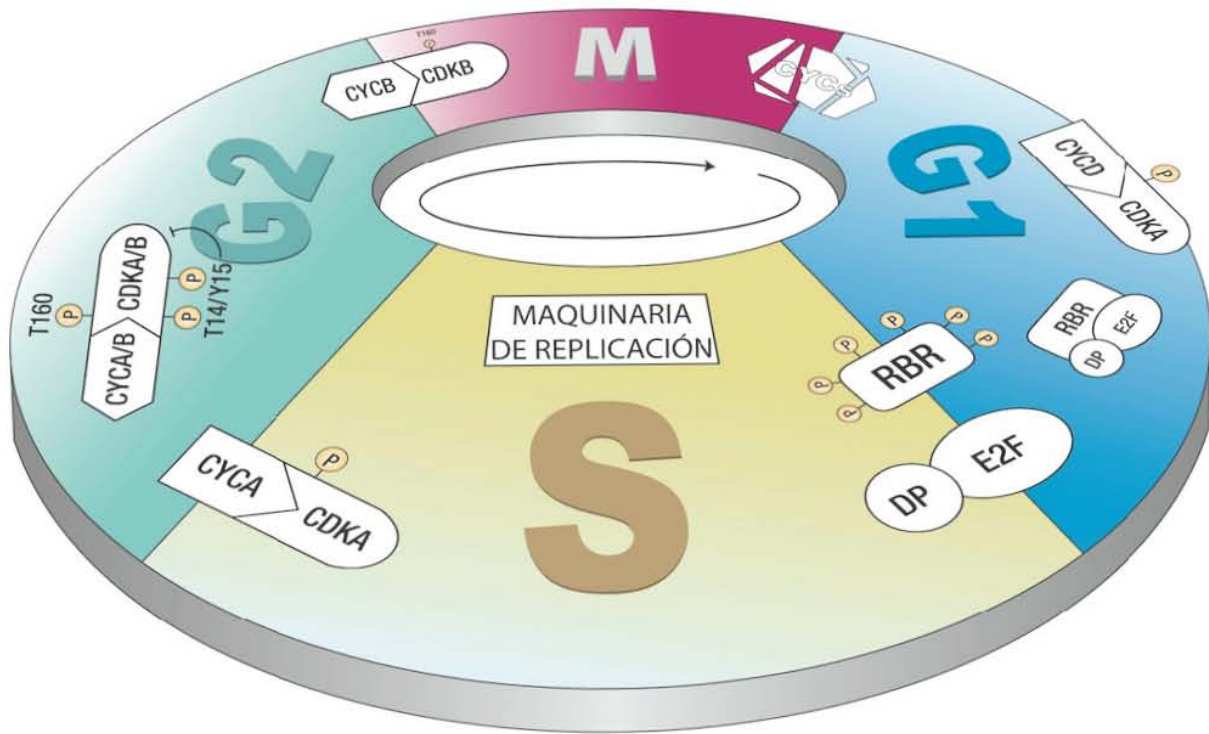 M
T160
P
CYCB
CDKB
CYCs
G1
CYCD
CDKA
P
RBR
E2F
DP
P
P
P
P
P
P
RBR
E2F
DP
MAQUINARIA
DE REPLICACIÓN
S
P
CYCA
CDKA
G2
T160
P
CYCA/B
CDKA/B
P
P
T14/Y15